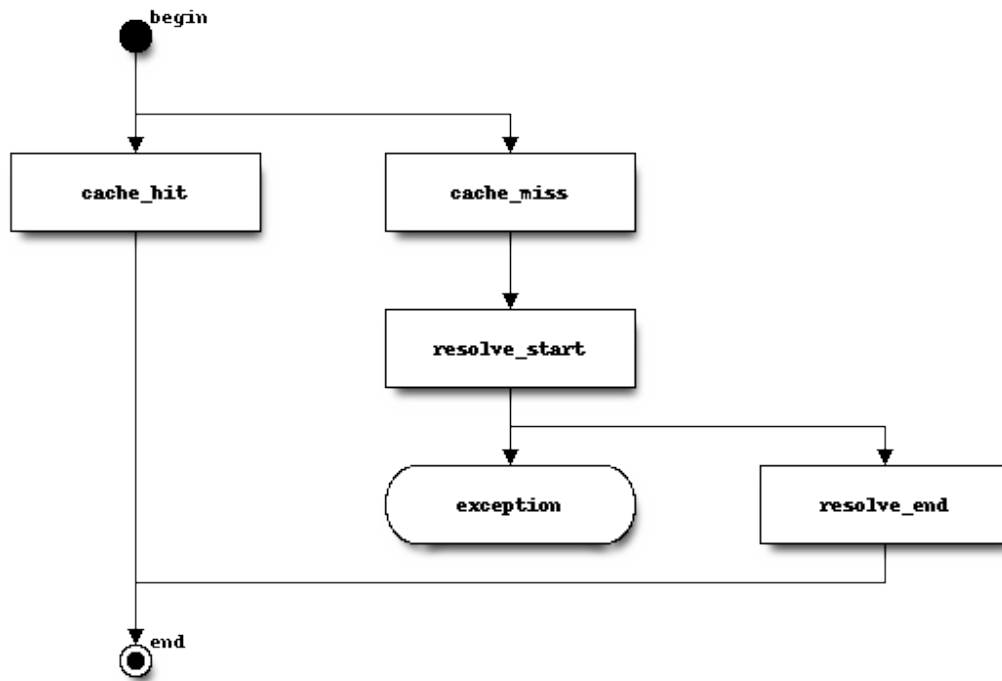 begin
cache_hit
cache_miss
resolve_start
exception
resolve_end
end